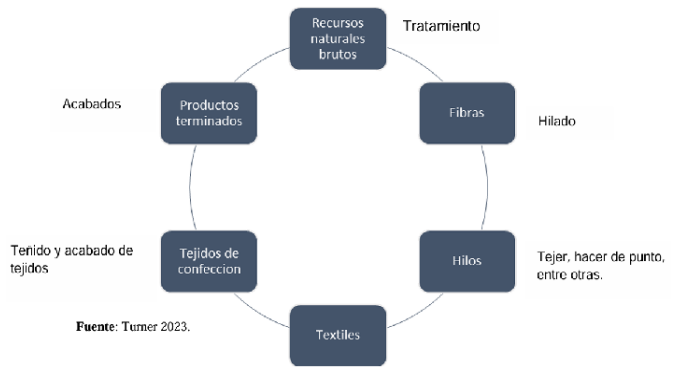 Recursos
naturales
brutos
Tratamiento
Fibras
Hilado
Hilos
Tejer, hacer de punto,
entre otras.
Textiles
Tejidos de
confeccion
Teñido y acabado de
tejidos
Productos
terminados
Acabados
Fuente: Turner 2023.